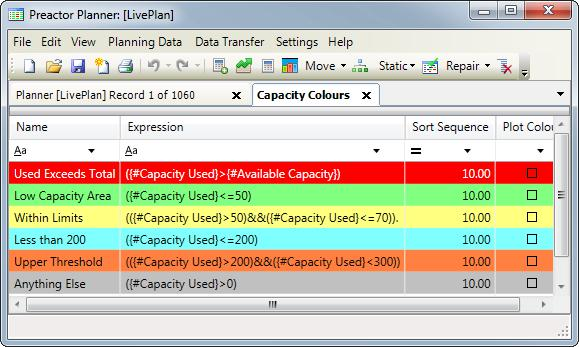 Preactor Planner: [LivePlan]
File Edit View Planning Data Data Transfer Settings Help
Move Static Repair
Planner [LivePlan] Record 1 of 1060 Capacity Colours
Name Expression Sort Sequence Plot Colou
Aa Aa =
Used Exceeds Total ({#Capacity Used}>{#Available Capacity}) 10.00
Low Capacity Area ({#Capacity Used}<=50) 10.00
Within Limits (({#Capacity Used}>50)&&({#Capacity Used}<=70)). 10.00
Less than 200 ({#Capacity Used}<=200) 10.00
Upper Threshold (({#Capacity Used}>200)&&({#Capacity Used}<300)) 10.00
Anything Else ({#Capacity Used}>0) 10.00